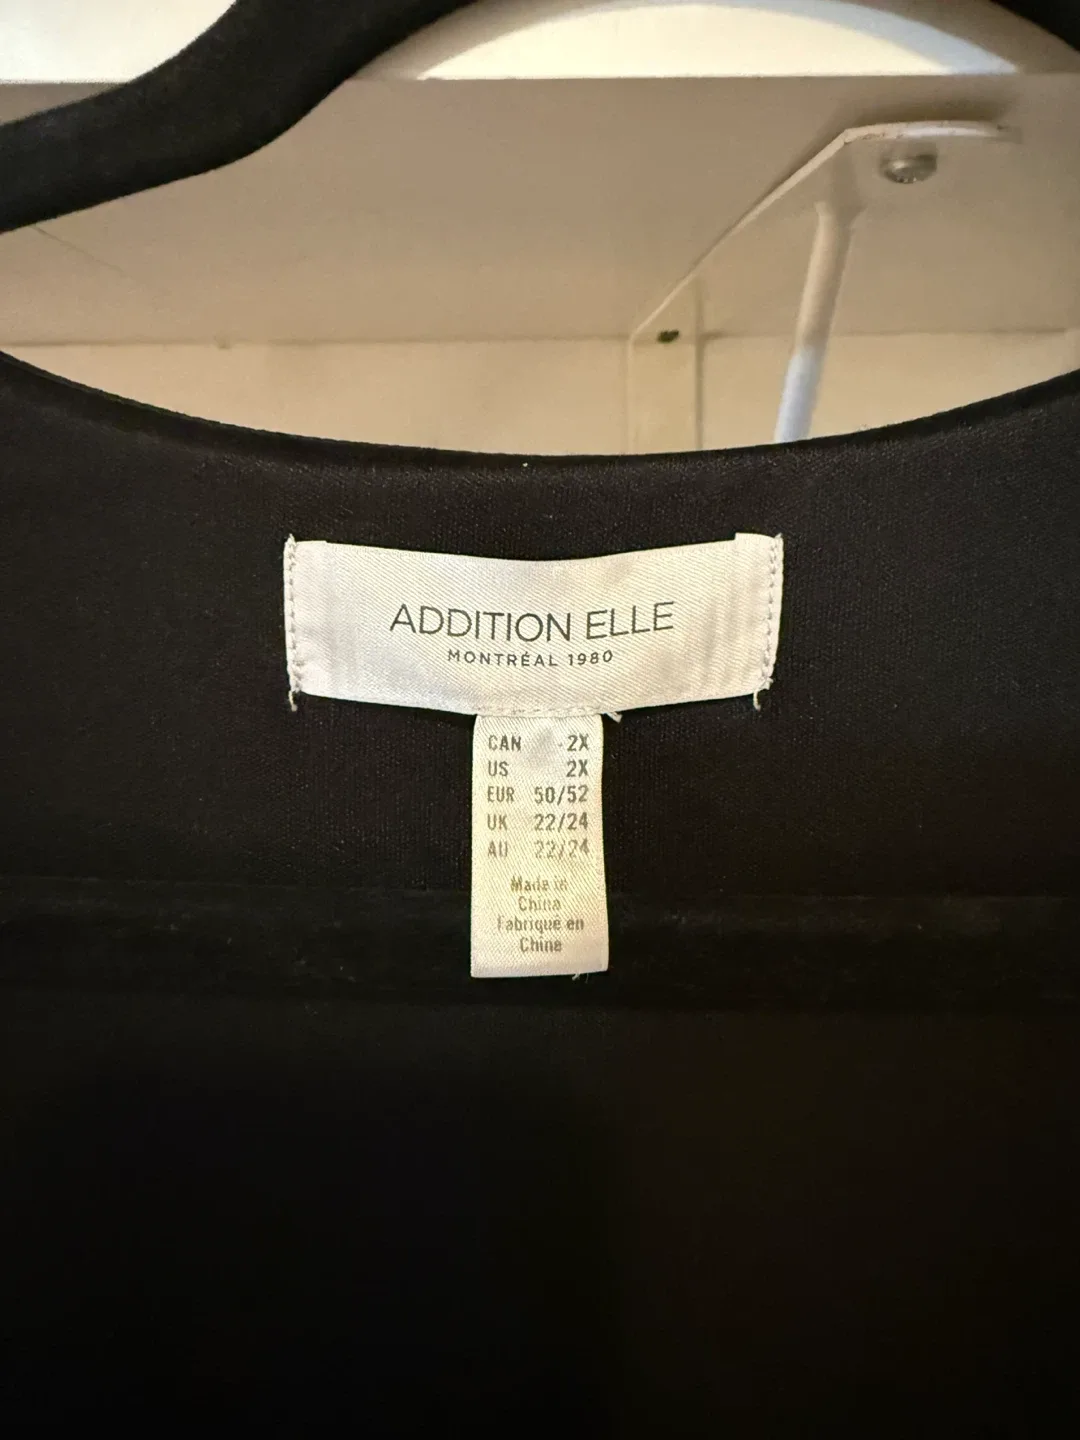 ADDITION ELLE
MONTRÉAL 1980
CAN 2X
US 2X
EUR 50/52
UK 22/24
AU 22/24
Made in
China
Fabriqué en
Chine